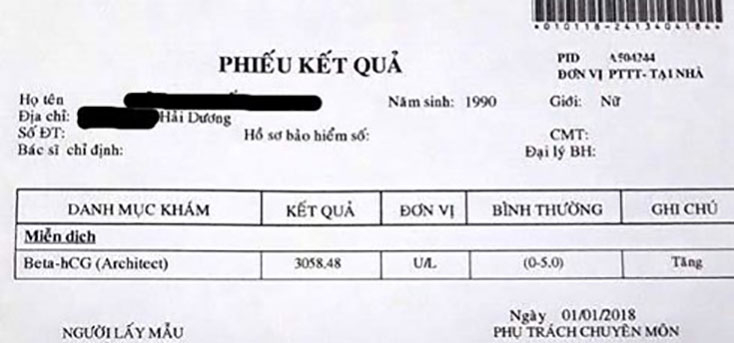 *010118-24134041844
PHIẾU KẾT QUẢ
PID A504244
ĐƠN VỊ PTTT- TẠI NHÀ
Họ tên Năm sinh: 1990 Giới: Nữ
Địa chỉ: Hải Dương
Số ĐT: Hồ sơ bảo hiểm số: CMT:
Bác sĩ chỉ định: Đại lý BH:
DANH MỤC KHÁM KẾT QUẢ ĐƠN VỊ BÌNH THƯỜNG GHI CHÚ
Miễn dịch
Beta-hCG (Architect) 3058.48 U/L (0-5.0) Tăng
Ngày 01/01/2018
NGƯỜI LẤY MẪU PHỤ TRÁCH CHUYÊN MÔN